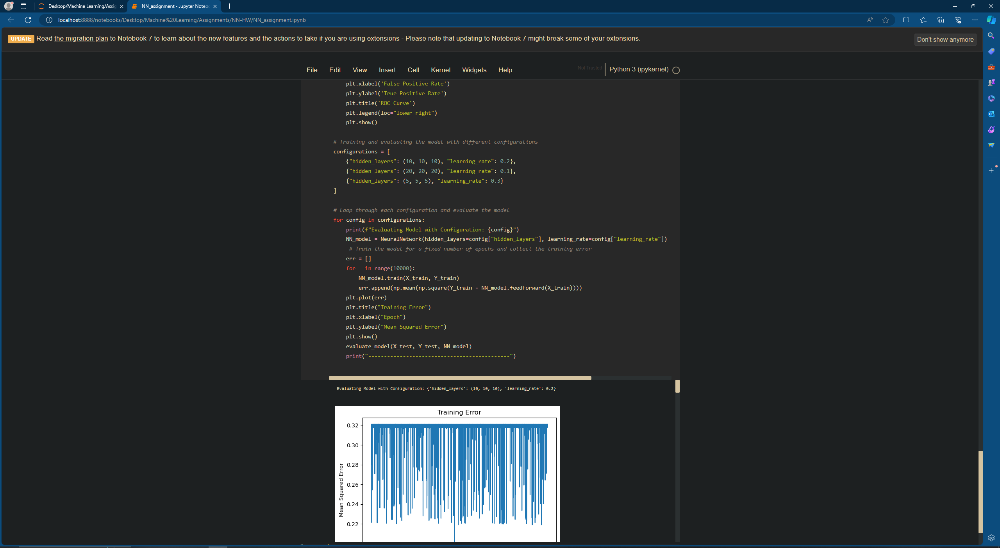 Desktop/Machine Learning/Assig
NN_assignment - Jupyter Noteb
localhost:8888/notebooks/Desktop/Machine%20Learning/Assignments/NN-HW/NN_assignment.ipynb
UPDATE Read the migration plan to Notebook 7 to learn about the new features and the actions to take if you are using extensions - Please note that updating to Notebook 7 might break some of your extensions.
Don't show anymore
File Edit View Insert Cell Kernel Widgets Help
Not Trusted
Python 3 (ipykernel)
plt.xlabel('False Positive Rate')
plt.ylabel('True Positive Rate')
plt.title('ROC Curve')
plt.legend(loc="lower right")
plt.show()
# Training and evaluating the model with different configurations
configurations = [
{"hidden_layers": (10, 10, 10), "learning_rate": 0.2},
{"hidden_layers": (20, 20, 20), "learning_rate": 0.1},
{"hidden_layers": (5, 5, 5), "learning_rate": 0.3}
]
# Loop through each configuration and evaluate the model
for config in configurations:
print(f"Evaluating Model with Configuration: {config}")
NN_model = NeuralNetwork(hidden_layers=config["hidden_layers"], learning_rate=config["learning_rate"])
# Train the model for a fixed number of epochs and collect the training error
err = []
for _ in range(10000):
NN_model.train(X_train, Y_train)
err.append(np.mean(np.square(Y_train - NN_model.feedForward(X_train))))
plt.plot(err)
plt.title("Training Error")
plt.xlabel("Epoch")
plt.ylabel("Mean Squared Error")
plt.show()
evaluate_model(X_test, Y_test, NN_model)
print("---------------------------------------------")
Evaluating Model with Configuration: {'hidden_layers': (10, 10, 10), 'learning_rate': 0.2}
Training Error
0.32
0.30
0.28
0.26
0.24
0.22
Mean Squared Error